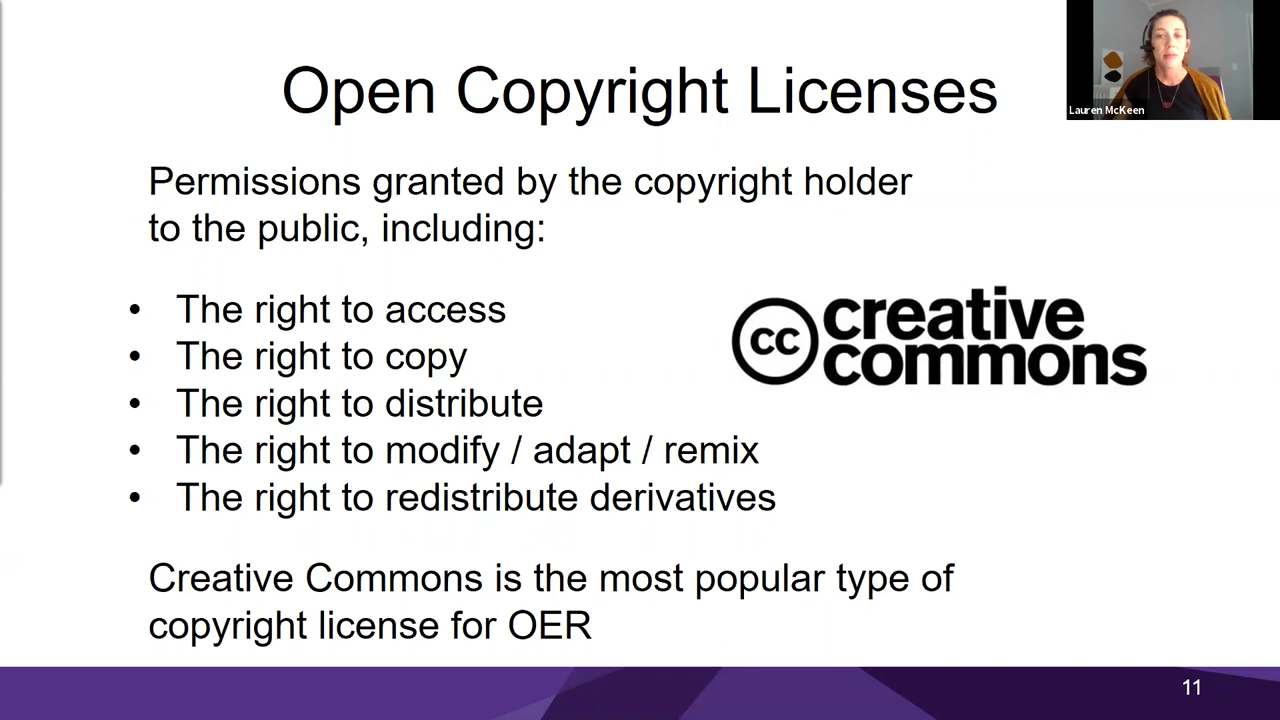 Open Copyright Licenses
Lauren McKeen
Permissions granted by the copyright holder
to the public, including:
• The right to access
• The right to copy
• The right to distribute
• The right to modify / adapt / remix
• The right to redistribute derivatives
cc creative
commons
Creative Commons is the most popular type of
copyright license for OER
11